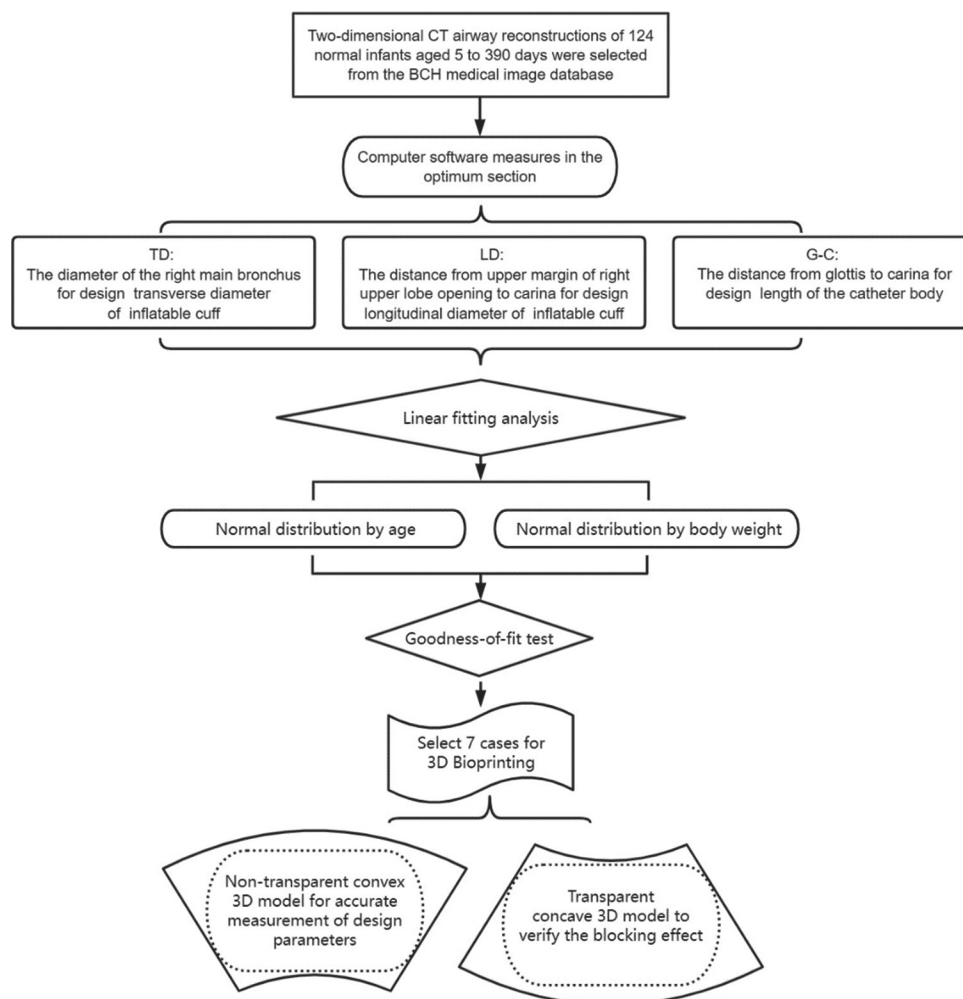 Two-dimensional CT airway reconstructions of 124
normal infants aged 5 to 390 days were selected
from the BCH medical image database
Computer software measures in the
optimum section
TD:
The diameter of the right main bronchus
for design transverse diameter
of inflatable cuff
LD:
The distance from upper margin of right
upper lobe opening to carina for design
longitudinal diameter of inflatable cuff
G-C:
The distance from glottis to carina for
design length of the catheter body
Linear fitting analysis
Normal distribution by age
Normal distribution by body weight
Goodness-of-fit test
Select 7 cases for
3D Bioprinting
Non-transparent convex
3D model for accurate
measurement of design
parameters
Transparent
concave 3D model to
verify the blocking effect